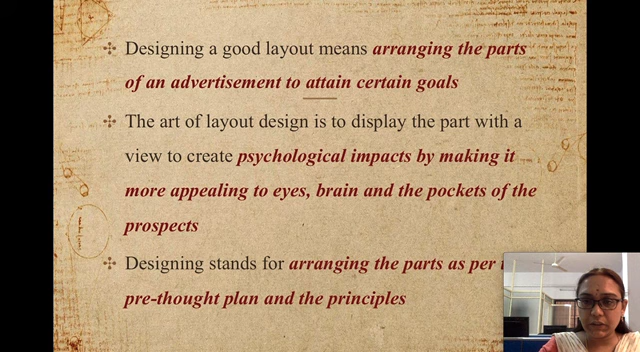 Designing a good layout means arranging the parts
of an advertisement to attain certain goals
The art of layout design is to display the part with a
view to create psychological impacts by making it
more appealing to eyes, brain and the pockets of the
prospects
Designing stands for arranging the parts as per
pre-thought plan and the principles